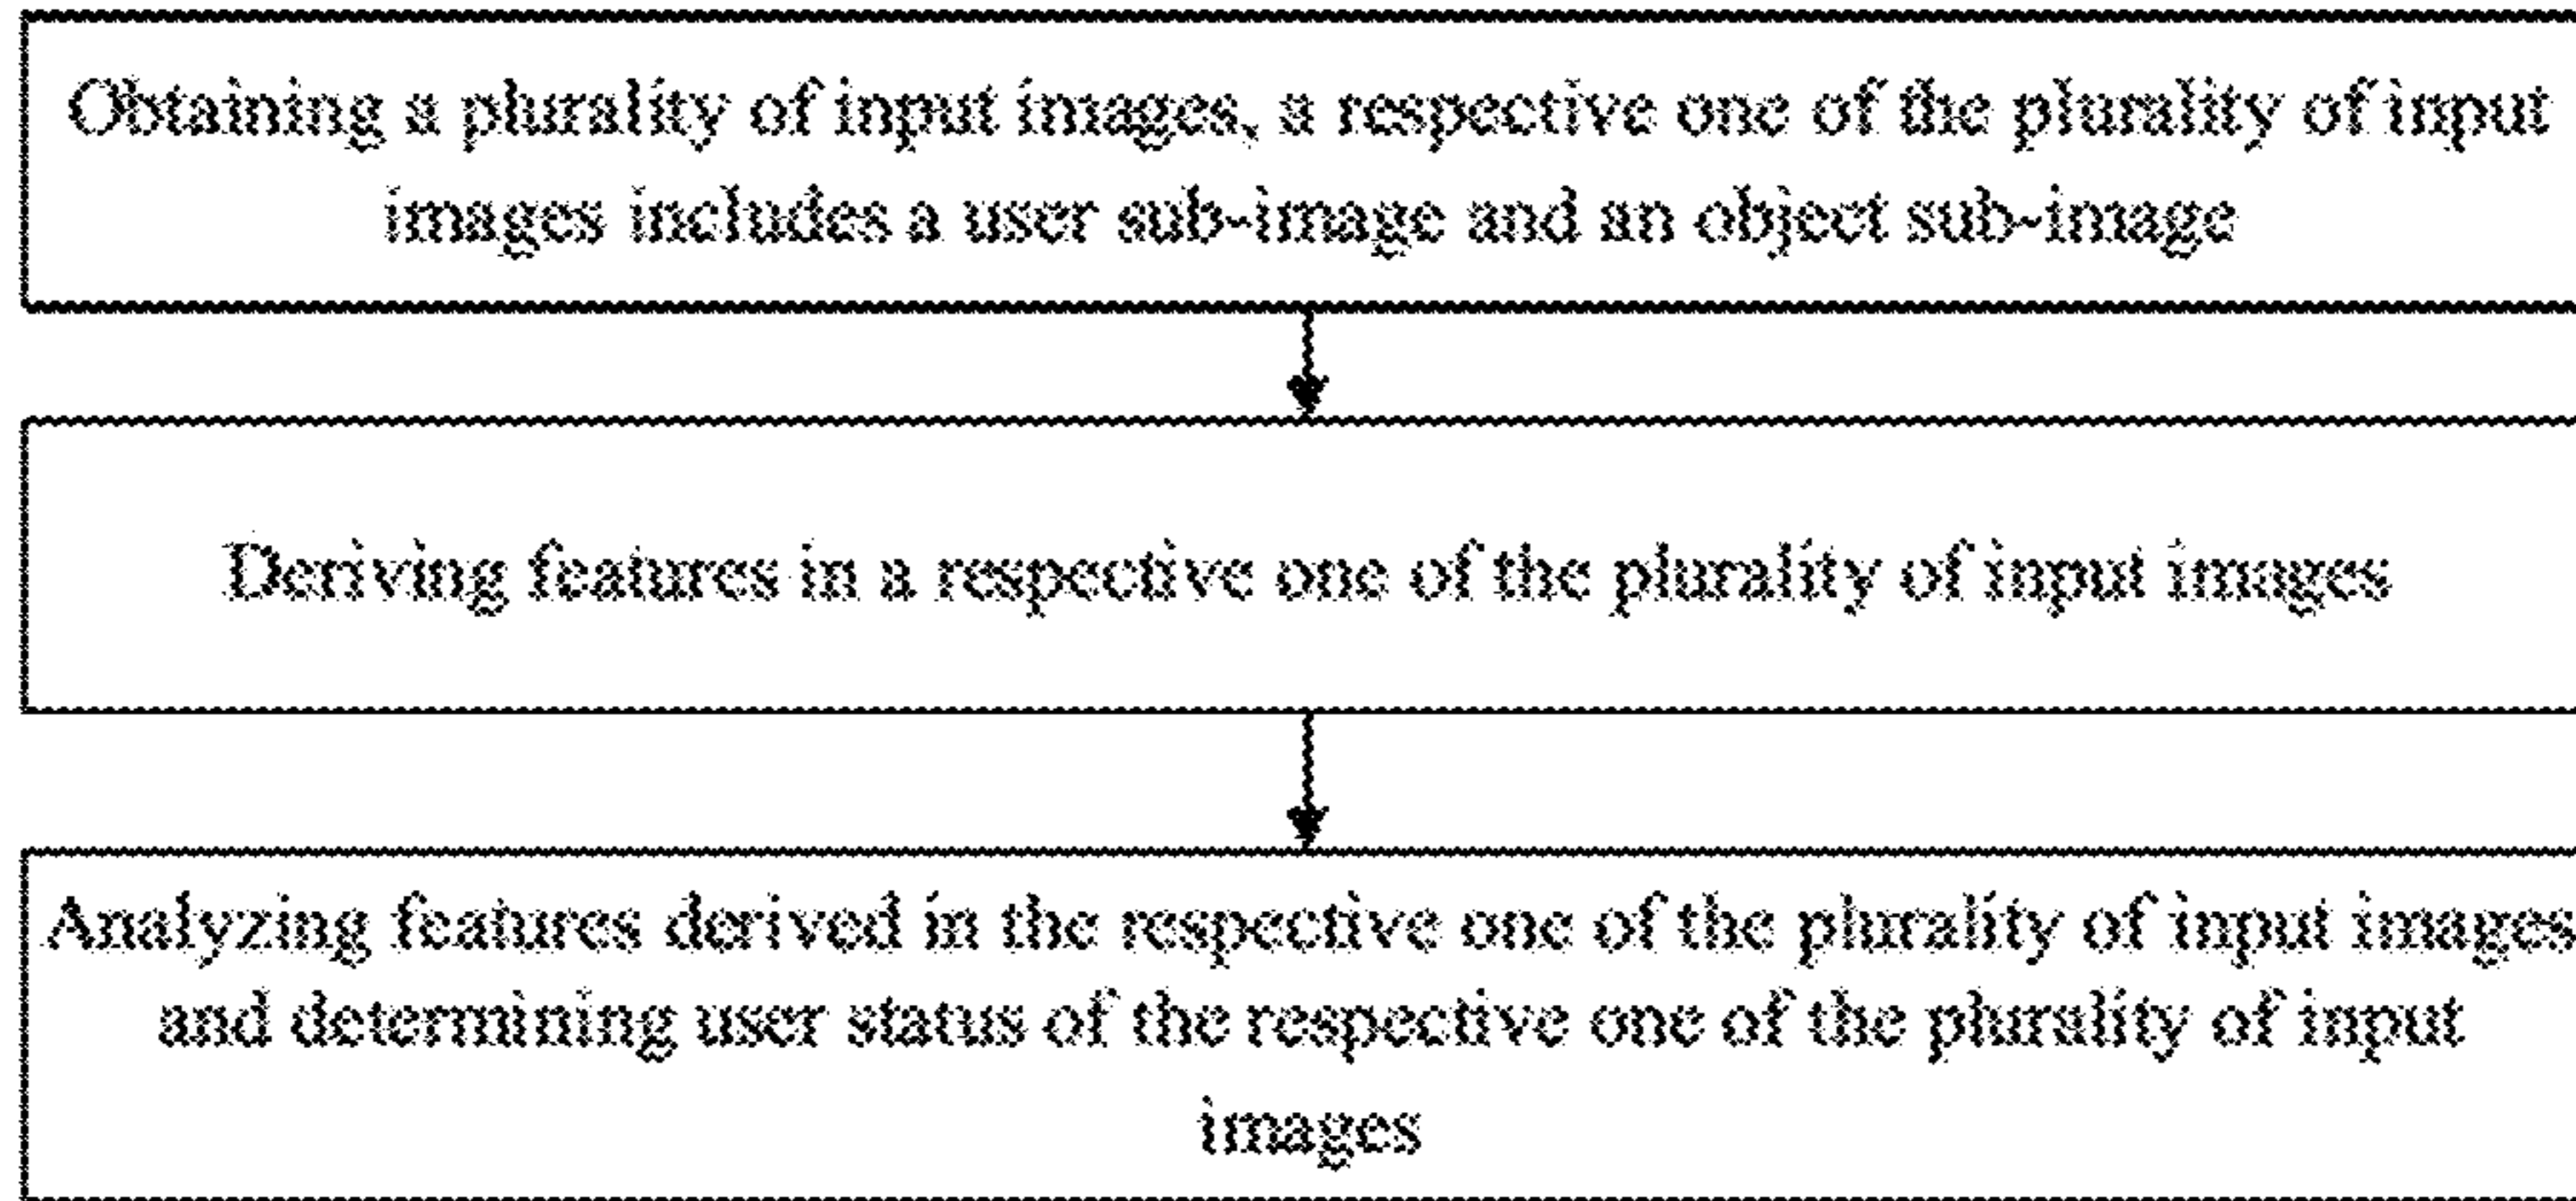 Obtaining a plurality of input images, a respective one of the plurality of input
images includes a user sub-image and an object sub-image
Deriving features in a respective one of the plurality of input images
Analyzing features derived in the respective one of the plurality of input images
and determining user status of the respective one of the plurality of input
images